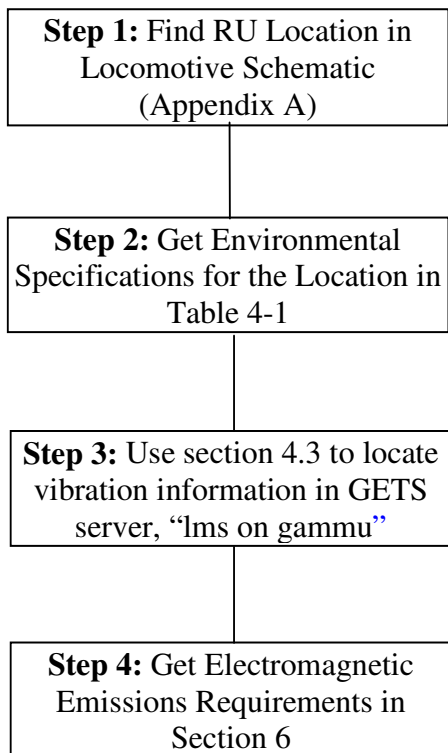 Step 1: Find RU Location in
Locomotive Schematic
(Appendix A)
Step 2: Get Environmental
Specifications for the Location in
Table 4-1
Step 3: Use section 4.3 to locate
vibration information in GETS
server, “lms on gammu”
Step 4: Get Electromagnetic
Emissions Requirements in
Section 6